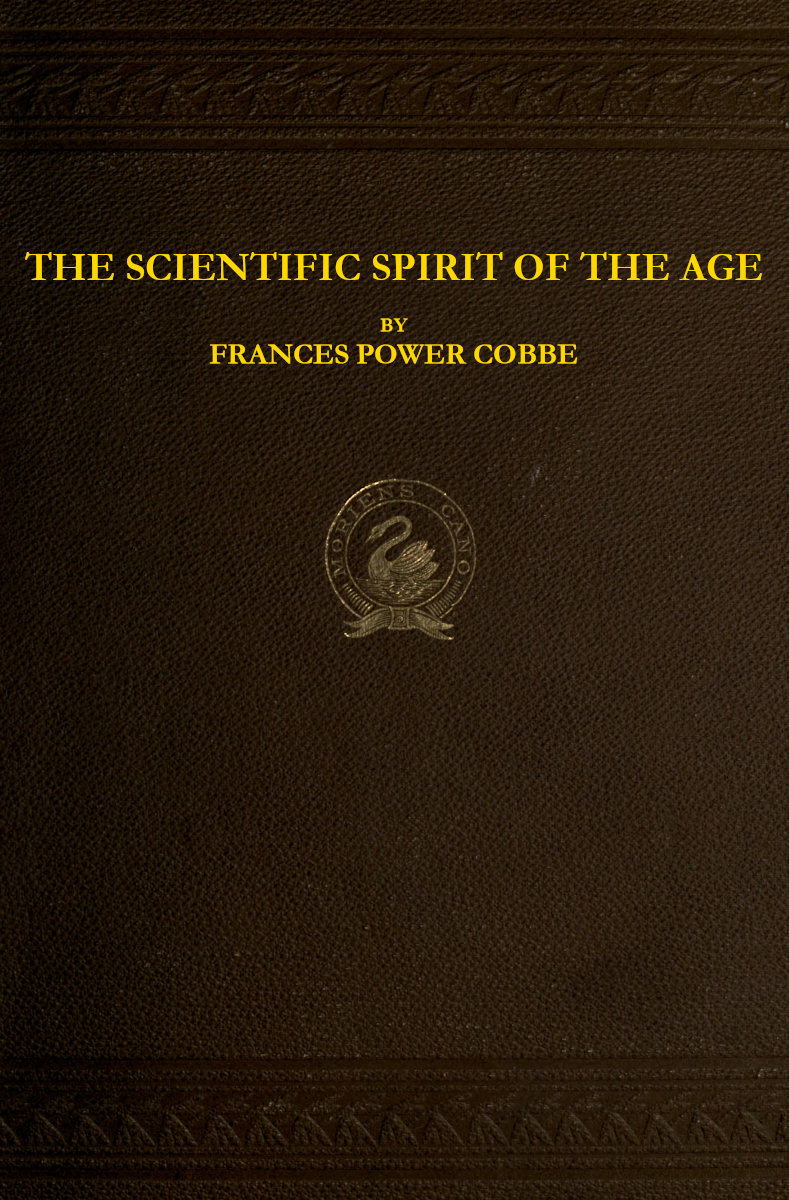 THE SCIENTIFIC SPIRIT OF THE AGE
BY
FRANCES POWER COBBE
MORIENS CANO